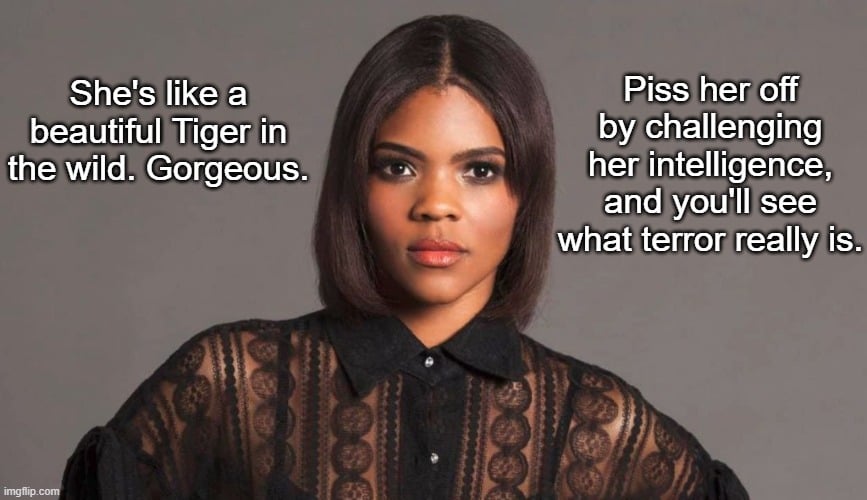 She's like a
beautiful Tiger in
the wild. Gorgeous.
Piss her off
by challenging
her intelligence,
and you'll see
what terror really is.
imgflip.com